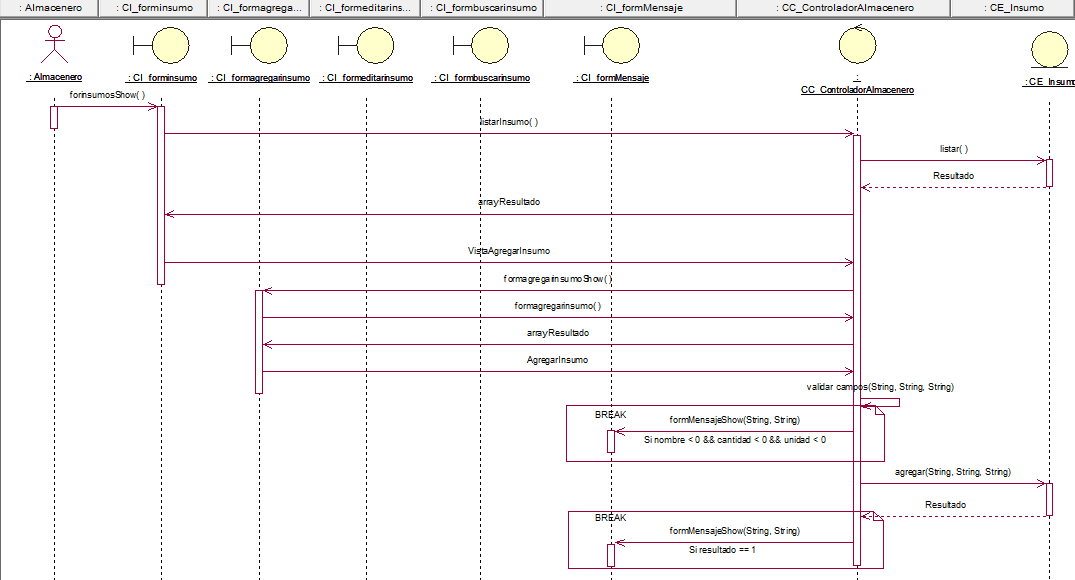 : Almacenero
: CI_forminsumo
: CI_formagrega...
: CI_formeditarins...
: CI_formbuscarinsumo
: CI_formMensaje
: CC_ControladorAlmacenero
: CE_Insumo
: Almacenero
: CI_forminsumo
: CI_formagregarinsumo
: CI_formeditarinsumo
: CI_formbuscarinsumo
: CI_formMensaje
:
CC_ControladorAlmacenero
: CE_Insumo
forinsumosShow( )
listarInsumo( )
listar( )
Resultado
arrayResultado
VistaAgregarInsumo
formagregarinsumoShow( )
formagregarinsumo( )
arrayResultado
AgregarInsumo
validar campos(String, String, String)
BREAK
formMensajeShow(String, String)
Si nombre < 0 && cantidad < 0 && unidad < 0
agregar(String, String, String)
Resultado
BREAK
formMensajeShow(String, String)
Si resultado == 1